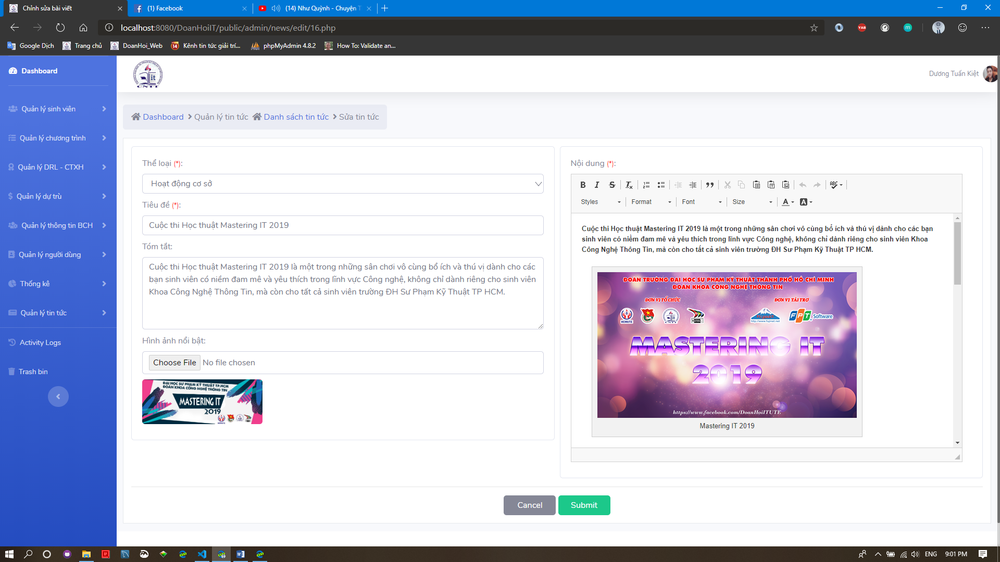 Chỉnh sửa bài viết
(1) Facebook
(14) Như Quỳnh - Chuyện T
localhost:8080/DoanHoiIT/public/admin/news/edit/16.php
Google Dịch
Trang chủ
DoanHoi_Web
Kênh tin tức giải trí...
phpMyAdmin 4.8.2
How To: Validate an...
Dashboard
Quản lý sinh viên
Quản lý chương trình
Quản lý DRL - CTXH
Quản lý dự trù
Quản lý thông tin BCH
Quản lý người dùng
Thống kê
Quản lý tin tức
Activity Logs
Trash bin
CNTT
Dương Tuấn Kiệt
Dashboard > Quản lý tin tức Danh sách tin tức > Sửa tin tức
Thể loại (*):
Hoạt động cơ sở
Tiêu đề (*):
Cuộc thi Học thuật Mastering IT 2019
Tóm tắt:
Cuộc thi Học thuật Mastering IT 2019 là một trong những sân chơi vô cùng bổ ích và thú vị dành cho các
bạn sinh viên có niềm đam mê và yêu thích trong lĩnh vực Công nghệ, không chỉ dành riêng cho sinh viên
Khoa Công Nghệ Thông Tin, mà còn cho tất cả sinh viên trường ĐH Sư Phạm Kỹ Thuật TP HCM.
Hình ảnh nổi bật:
Choose File No file chosen
ĐẠI HỌC SƯ PHẠM KỸ THUẬT TP.HCM
ĐOÀN KHOA CÔNG NGHỆ THÔNG TIN
MASTERING IT
2019
Nội dung (*):
Styles
Format
Font
Size
Cuộc thi Học thuật Mastering IT 2019 là một trong những sân chơi vô cùng bổ ích và thú vị dành cho các bạn
sinh viên có niềm đam mê và yêu thích trong lĩnh vực Công nghệ, không chỉ dành riêng cho sinh viên Khoa
Công Nghệ Thông Tin, mà còn cho tất cả sinh viên trường ĐH Sư Phạm Kỹ Thuật TP HCM.
ĐOÀN TRƯỜNG ĐẠI HỌC SƯ PHẠM KỸ THUẬT THÀNH PHỐ HỒ CHÍ MINH
ĐOÀN KHOA CÔNG NGHỆ THÔNG TIN
ĐƠN VỊ TỔ CHỨC
ĐƠN VỊ TÀI TRỢ
HCMUTE
http://www.fujinet.net
FPT Software
MASTERING IT
2019
https://www.facebook.com/DoanHoiITUTE
Mastering IT 2019
Cancel
Submit
ENG
9:01 PM